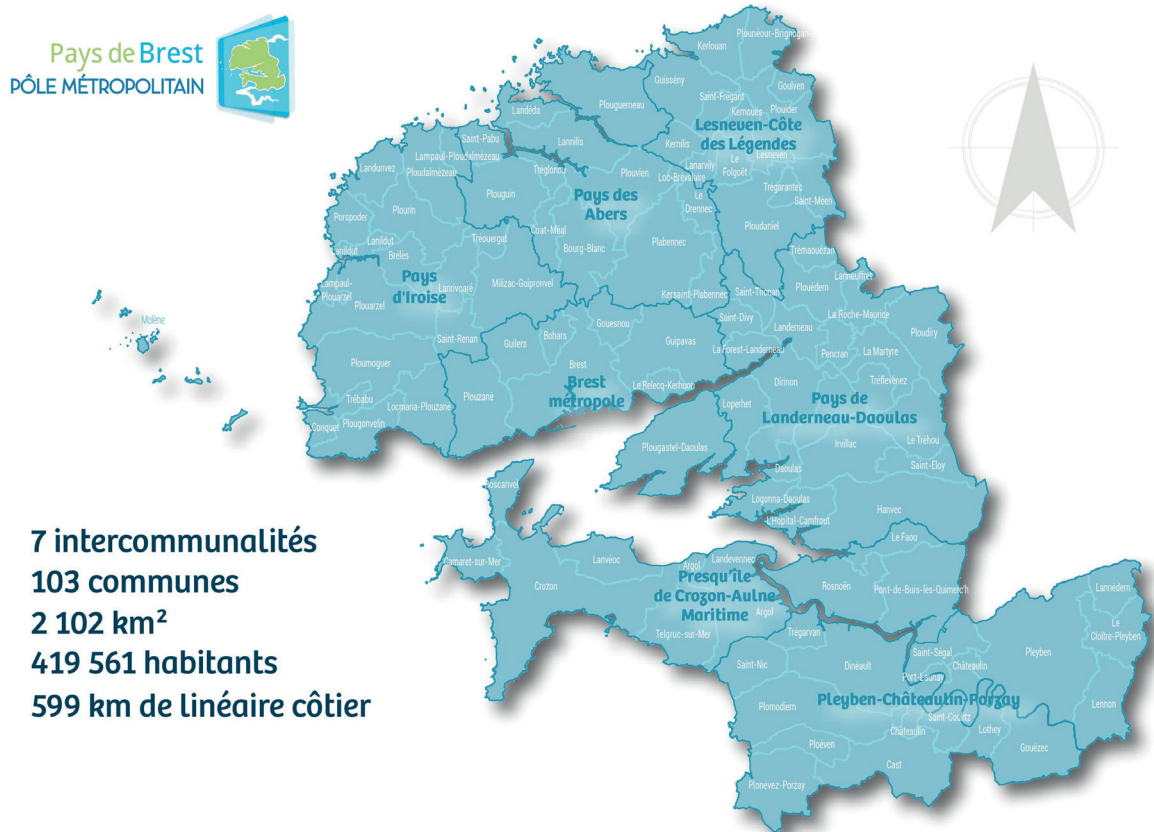 Pays de Brest
PÔLE MÉTROPOLITAIN
Kerlouan
Plounéour-Brignogan-
Guissény
Goulven
Saint-Frégant
Plouguerneau
Kernouës
Plouider
Landéda
Lesneven-Côte
des Légendes
Lannilis
Kernilis
Lesneven
Saint-Pabu
Lanarvily
Le
Folgoët
Lampaul-Ploudalmézeau
Ploudalmézeau
Landunvez
Tréglonou
Plouvien
Loc-Brévalaire
Trégarantec
Plouguin
Pays des
Abers
Le
Drennec
Saint-Méen
Porspoder
Plourin
Ploudaniel
Coat-Méal
Tréouergat
Bourg-Blanc
Plabennec
Lanildut
Lanildut
Brélès
Trémaouézan
Lanneuffret
Pays
d'Iroise
Lampaul-
Plouarzel
Plouarzel
Lanrivoaré
Milizac-Guipronvel
Kersaint-Plabennec
Saint-Thonan
Plouédern
Molène
Saint-Divy
La Roche-Maurice
Gouesnou
Landerneau
Ploudiry
Saint-Renan
Guilers
Bohars
Guipavas
La Forest-Landerneau
Pencran
La Martyre
Ploumoguer
Brest
Brest
métropole
Le Relecq-Kerhuon
Dirinon
Tréflévénez
Trébabu
Locmaria-Plouzané
Plouzané
Loperhet
Pays de
Landerneau-Daoulas
Conquet
Plougonvelin
Plougastel-Daoulas
Irvillac
Le Tréhou
Saint-Eloy
Daoulas
Roscanvel
Logonna-Daoulas
L'Hôpital-Camfrout
Hanvec
Le Faou
7 intercommunalités
103 communes
2 102 km²
419 561 habitants
599 km de linéaire côtier
Camaret-sur-Mer
Crozon
Lanvéoc
Argol
Landévennec
Presqu'île
de Crozon-Aulne
Maritime
Argol
Telgruc-sur-Mer
Rosnoën
Pont-de-Buis-lès-Quimerc'h
Lannédern
Le
Cloître-Pleyben
Trégarvan
Saint-Nic
Dinéault
Saint-Ségal
Port-Launay
Châteaulin
Pleyben
Plomodiern
Pleyben-Châteaulin-Porzay
Saint-Coulitz
Châteaulin
Lothey
Lennon
Gouézec
Ploéven
Cast
Plonévez-Porzay